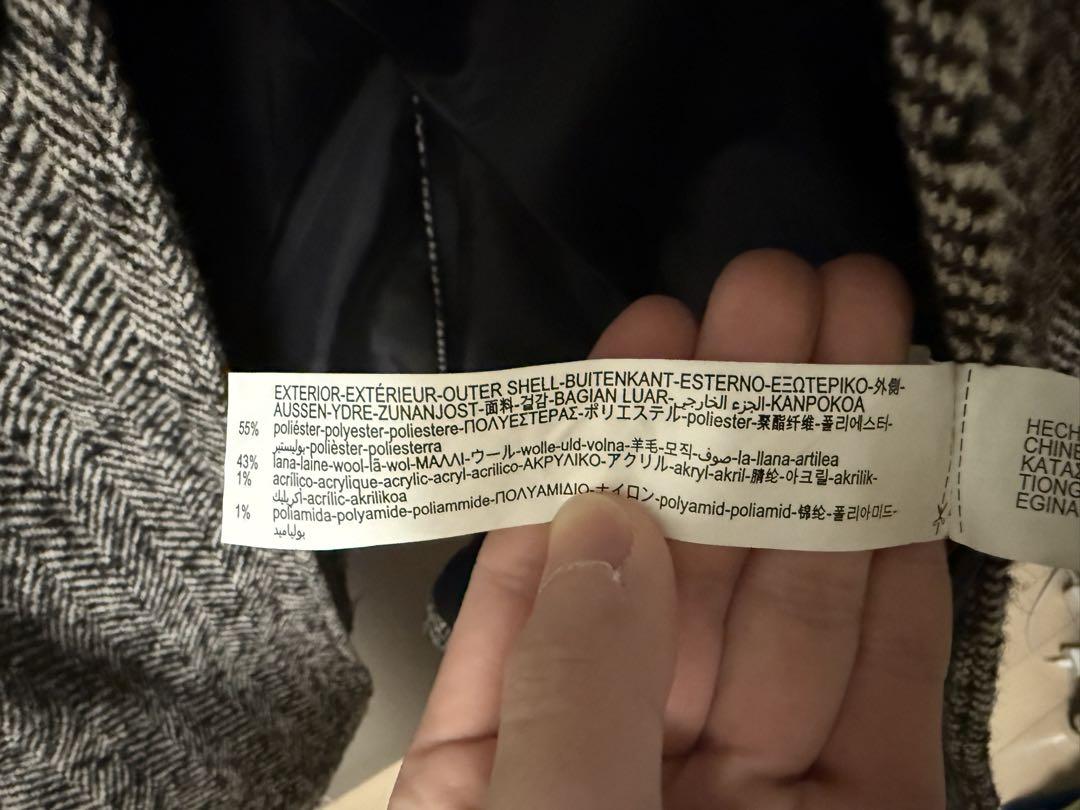 EXTERIOR-EXTÉRIEUR-OUTER SHELL-BUITENKANT-ESTERNO-ΕΞΩΤΕΡΙΚΟ-外側-
AUSSEN-YDRE-ZUNANJOST-面料-겉감-BAGIAN LUAR-الجزء الخارجي-KANPOKOA
55% poliéster-polyester-poliestere-ΠΟΛΥΕΣΤΕΡΑΣ-ポリエステル-poliester-聚酯纤维-폴리에스터-
بوليستير-polièster-poliesterra
43% lana-laine-wool-lã-wol-ΜΑΛΛΙ-ウール-wolle-uld-volna-羊毛-모직-صوف-la-llana-artilea
1% acrílico-acrylique-acrylic-acryl-acrilico-ΑΚΡΥΛΙΚΟ-アクリル-akryl-akril-腈纶-아크릴-akrilik-
أكريليك-acrílic-akrilikoa
1% poliamida-polyamide-poliammide-ΠΟΛΥΑΜΙΔΙΟ-ナイロン-polyamid-poliamid-锦纶-폴리아미드-
بولياميد
HECH
CHINE
KATAΣ
TIONG
EGINA